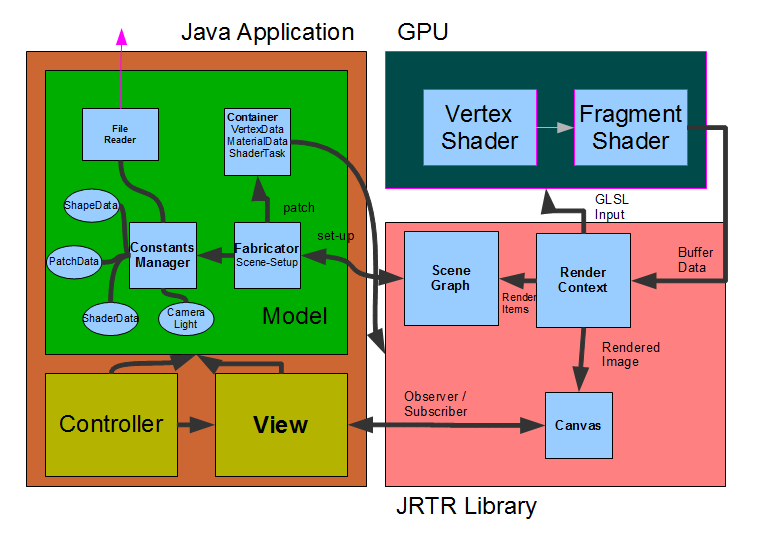 Java Application
GPU
File
Reader
Container
VertexData
MaterialData
ShaderTask
Vertex
Shader
Fragment
Shader
ShapeData
patch
GLSL
Input
PatchData
Constants
Manager
Fabricator
Scene-Setup
set-up
Scene
Graph
Render
Items
Render
Context
Buffer
Data
ShaderData
Camera
Light
Model
Rendered
Image
Controller
View
Observer /
Subscriber
Canvas
JRTR Library